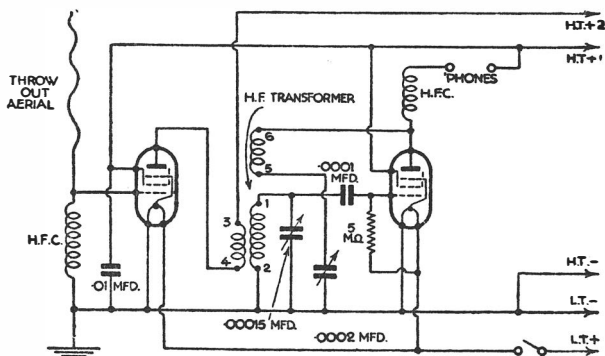 H.T.+2
H.T.+1
'PHONES
H.F.C.
THROW
OUT
AERIAL
H.F. TRANSFORMER
6
5
.0001
MFD.
1
3
4
2
5
MΩ
H.F.C.
.01 MFD.
.00015 MFD.
.0002 MFD.
H.T.-
L.T.-
L.T.+